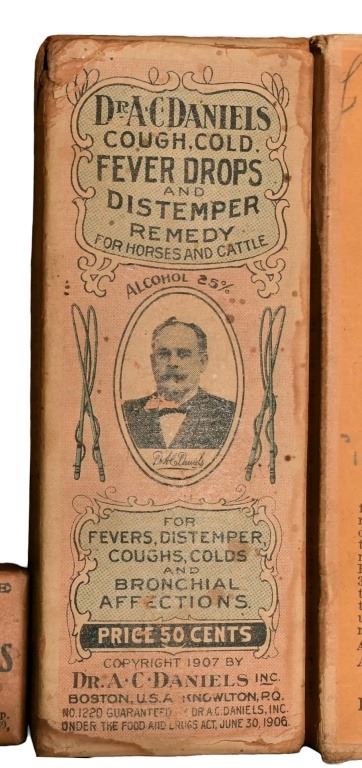 DR. A.C. DANIELS
COUGH, COLD.
FEVER DROPS
AND
DISTEMPER
REMEDY
FOR HORSES AND CATTLE
ALCOHOL 25%
Dr A.C. Daniels
FOR
FEVERS, DISTEMPER,
COUGHS, COLDS
AND
BRONCHIAL
AFFECTIONS.
PRICE 50 CENTS
COPYRIGHT 1907 BY
DR. A. C. DANIELS INC.
BOSTON, U.S.A. KNOWLTON, P.Q.
NO. 1220 GUARANTEED DR A.C. DANIELS, INC.
UNDER THE FOOD AND DRUGS ACT, JUNE 30, 1906.